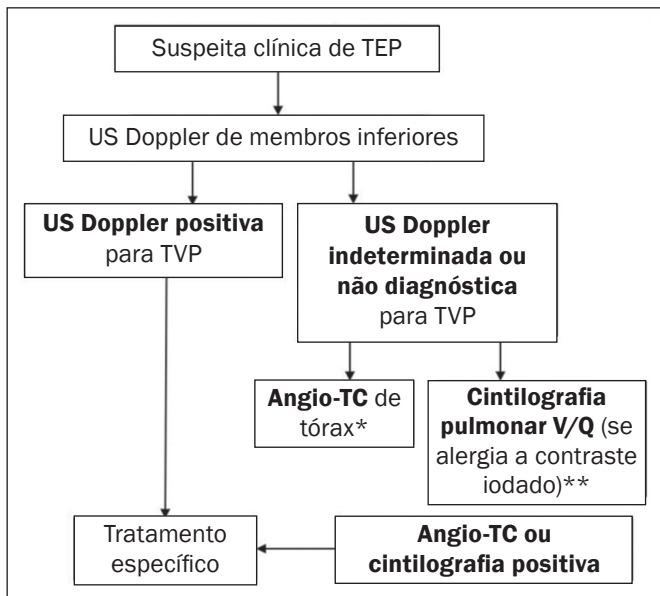 Suspeita clínica de TEP
US Doppler de membros inferiores
US Doppler positiva
para TVP
US Doppler
indeterminada ou
não diagnóstica
para TVP
Angio-TC de
tórax*
Cintilografia
pulmonar V/Q (se
alergia a contraste
iodado)**
Tratamento
específico
Angio-TC ou
cintilografia positiva